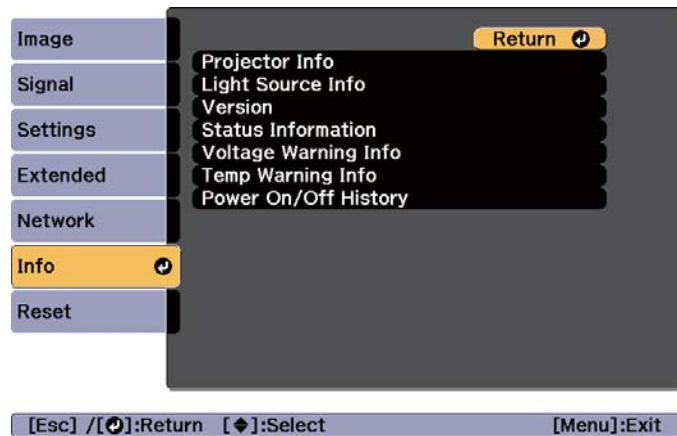 Image
Signal
Settings
Extended
Network
Info
Reset
Return
Projector Info
Light Source Info
Version
Status Information
Voltage Warning Info
Temp Warning Info
Power On/Off History
[Esc] /[⏎]:Return [◆]:Select [Menu]:Exit